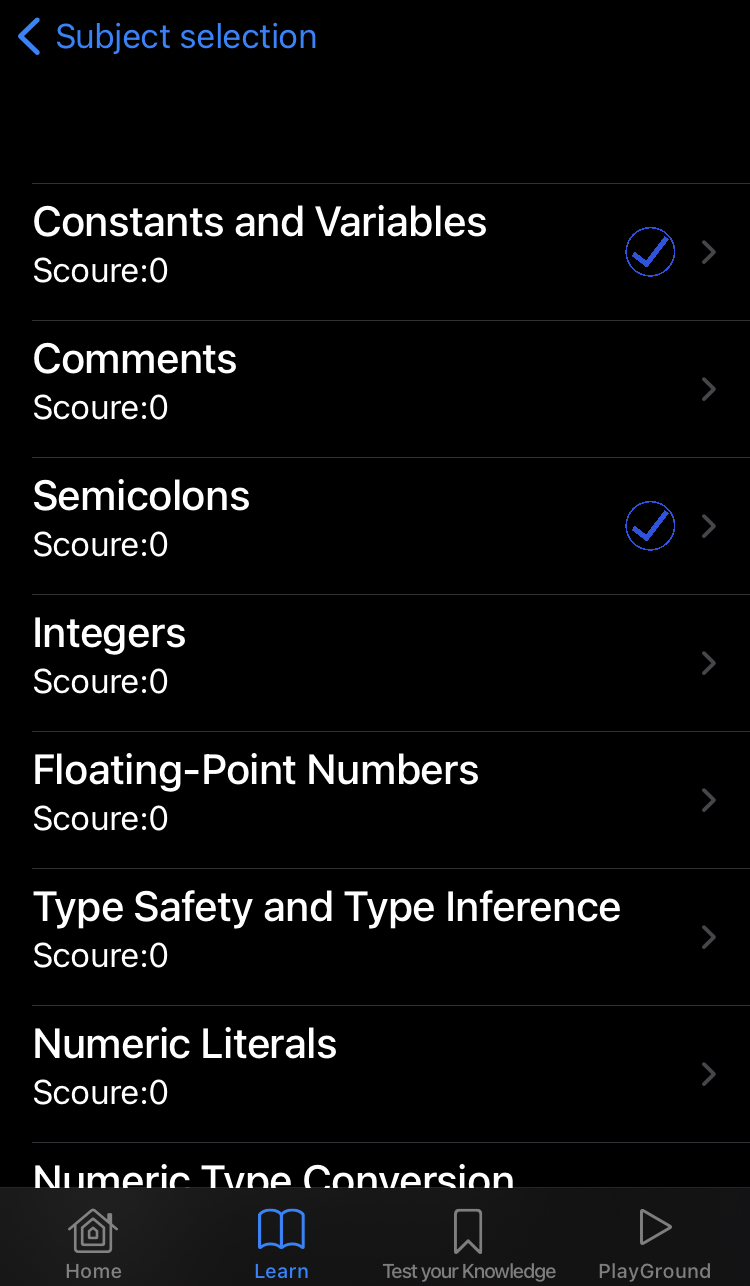 Subject selection
Constants and Variables
Scoure:0
Comments
Scoure:0
Semicolons
Scoure:0
Integers
Scoure:0
Floating-Point Numbers
Scoure:0
Type Safety and Type Inference
Scoure:0
Numeric Literals
Scoure:0
Numeric Type Conversion
Home
Learn
Test your Knowledge
PlayGround